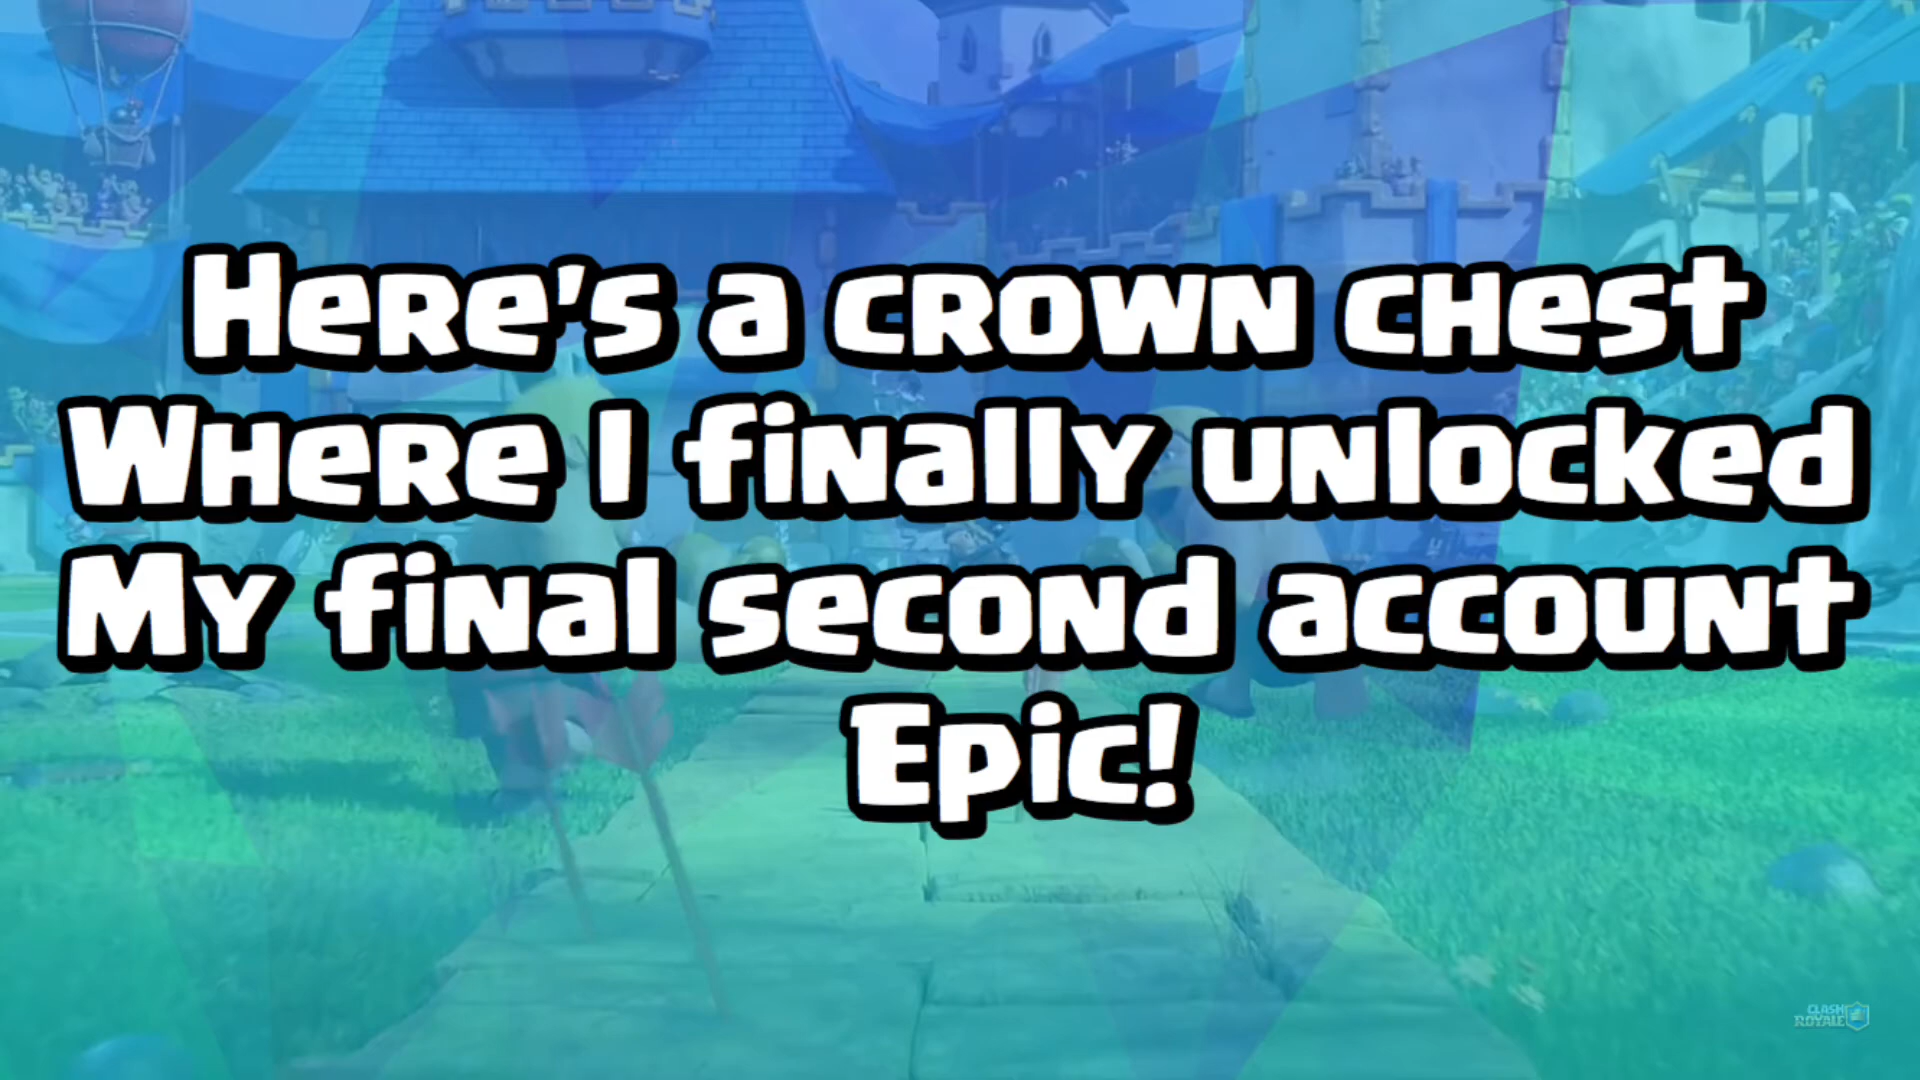 Here's a crown chest
Where I finally unlocked
My final second account
Epic!
CLASH
ROYALE